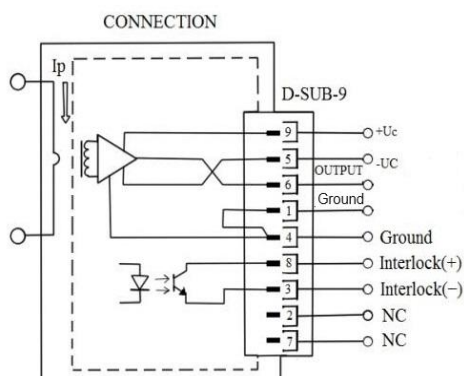 CONNECTION
Ip
D-SUB-9
9 +Uc
5 -UC
OUTPUT
6
1 Ground
4 Ground
8 Interlock(+)
3 Interlock(−)
2 NC
7 NC